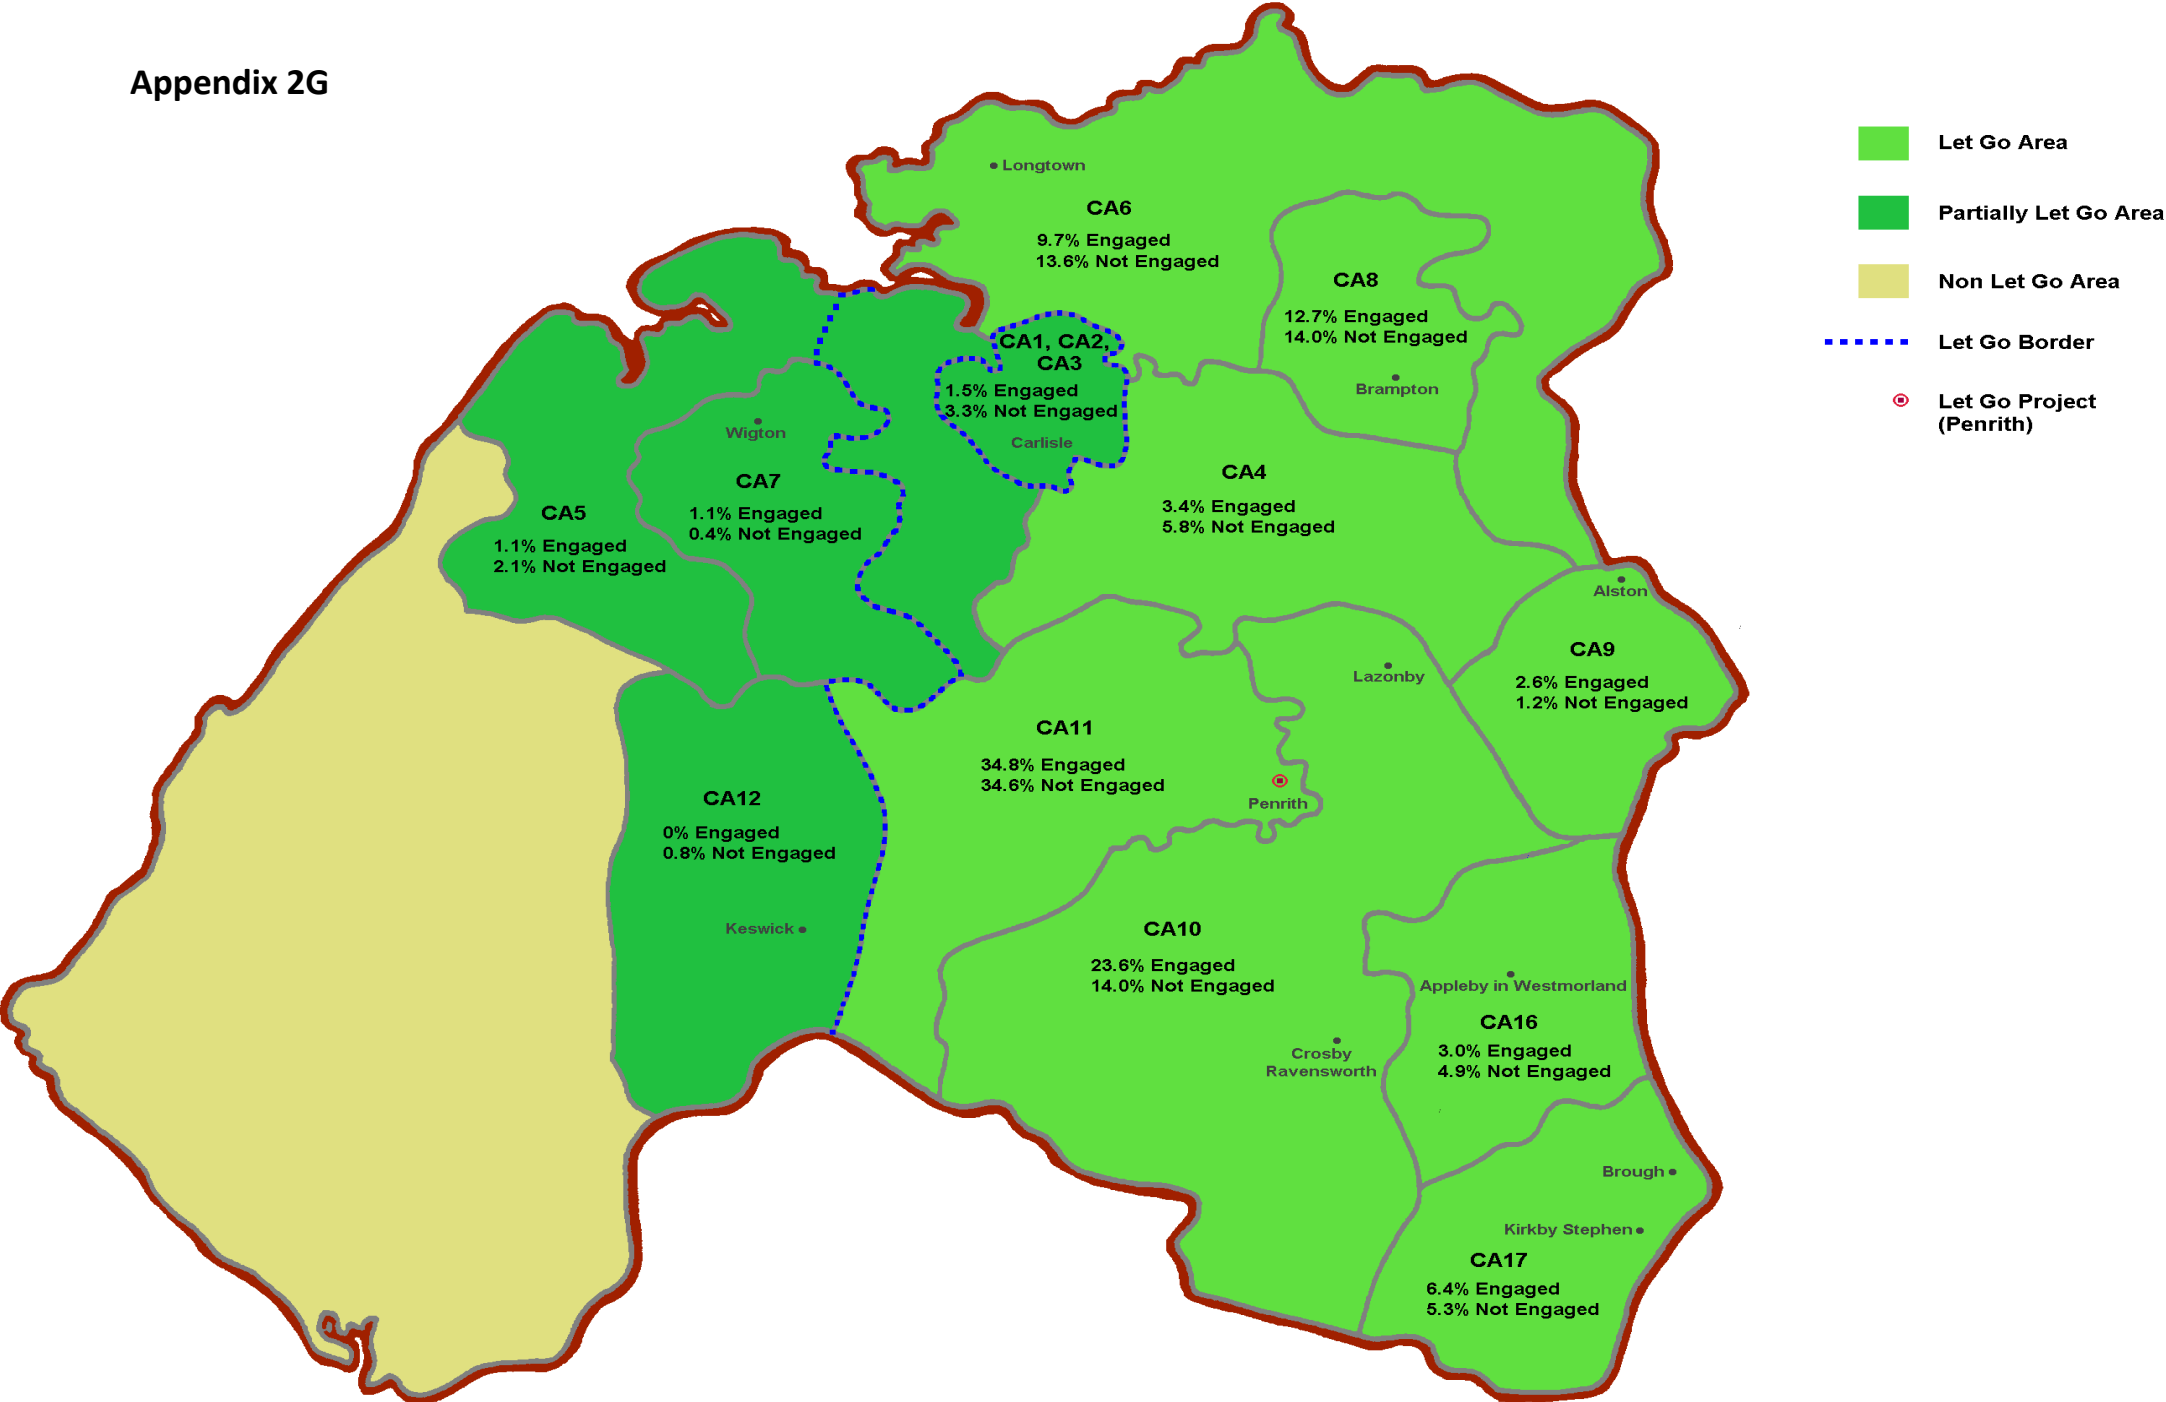 Appendix 2G
Let Go Area
Partially Let Go Area
Non Let Go Area
Let Go Border
Let Go Project
(Penrith)
Longtown
CA6
9.7% Engaged
13.6% Not Engaged
CA8
12.7% Engaged
14.0% Not Engaged
Brampton
CA1, CA2,
CA3
1.5% Engaged
3.3% Not Engaged
Carlisle
Wigton
CA7
1.1% Engaged
0.4% Not Engaged
CA5
1.1% Engaged
2.1% Not Engaged
CA4
3.4% Engaged
5.8% Not Engaged
Alston
CA9
2.6% Engaged
1.2% Not Engaged
Lazonby
CA11
34.8% Engaged
34.6% Not Engaged
Penrith
CA12
0% Engaged
0.8% Not Engaged
Keswick
CA10
23.6% Engaged
14.0% Not Engaged
Crosby
Ravensworth
Appleby in Westmorland
CA16
3.0% Engaged
4.9% Not Engaged
Brough
Kirkby Stephen
CA17
6.4% Engaged
5.3% Not Engaged